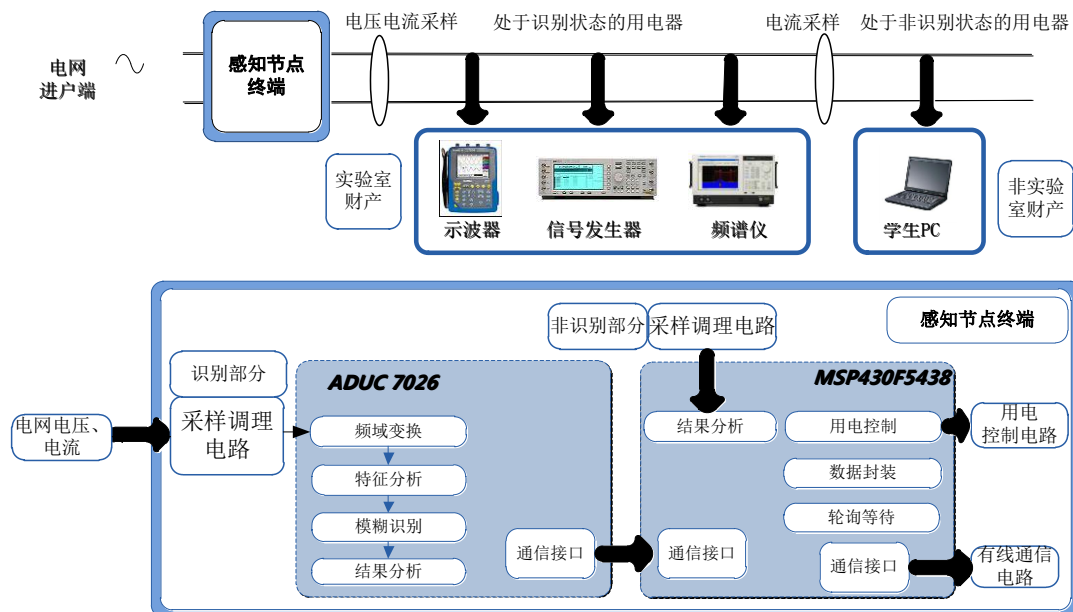 电压电流采样
处于识别状态的用电器
电流采样
处于非识别状态的用电器
电网
进户端
感知节点
终端
实验室
财产
示波器
信号发生器
频谱仪
学生PC
非实验
室财产
感知节点终端
非识别部分
采样调理电路
识别部分
ADUC 7026
MSP430F5438
电网电压、
电流
采样调理
电路
频域变换
特征分析
模糊识别
结果分析
通信接口
结果分析
通信接口
用电控制
数据封装
轮询等待
通信接口
用电
控制电路
有线通信
电路